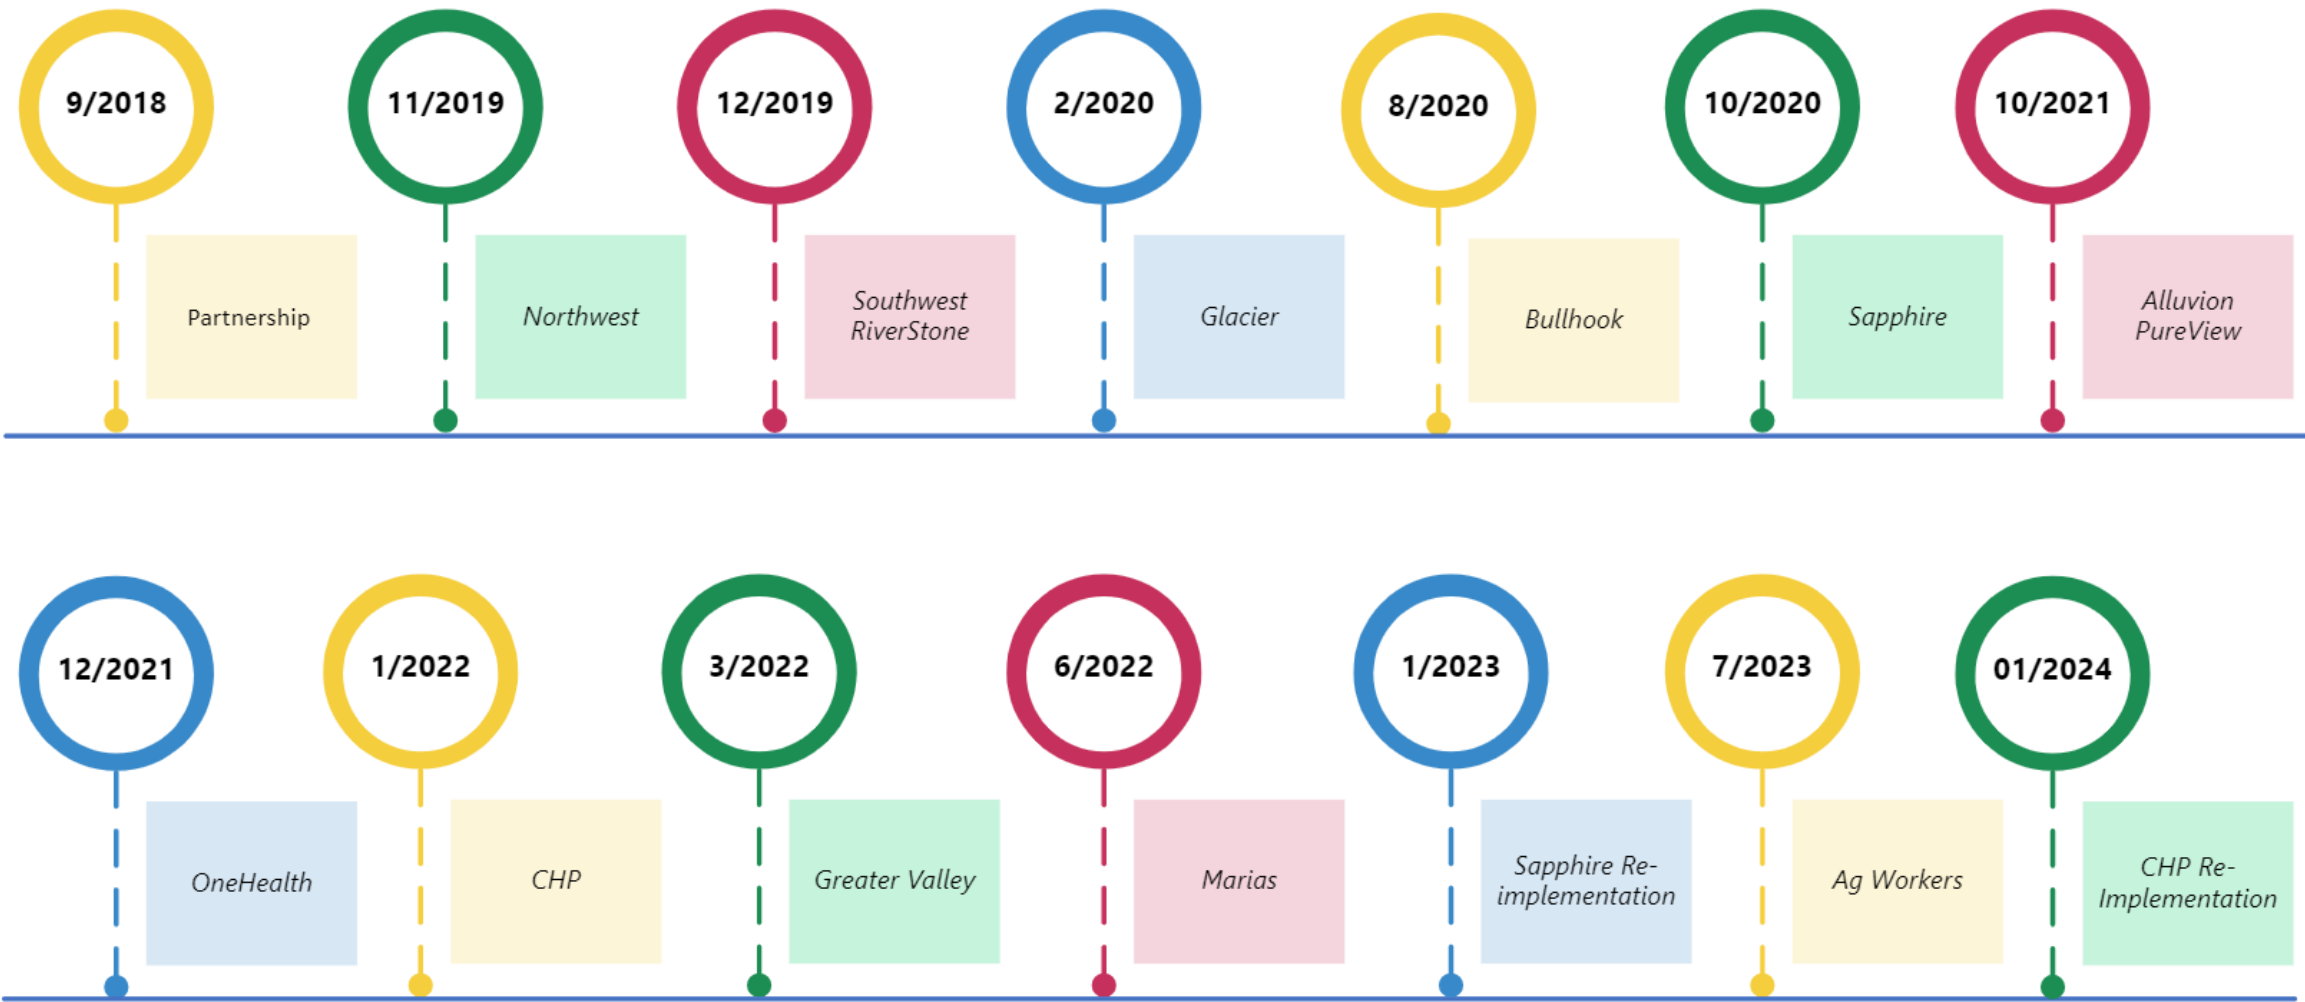 9/2018
11/2019
12/2019
2/2020
8/2020
10/2020
10/2021
Partnership
Northwest
Southwest
RiverStone
Glacier
Bullhook
Sapphire
Alluvion
PureView
12/2021
1/2022
3/2022
6/2022
1/2023
7/2023
01/2024
OneHealth
CHP
Greater Valley
Marias
Sapphire Re-
implementation
Ag Workers
CHP Re-
Implementation